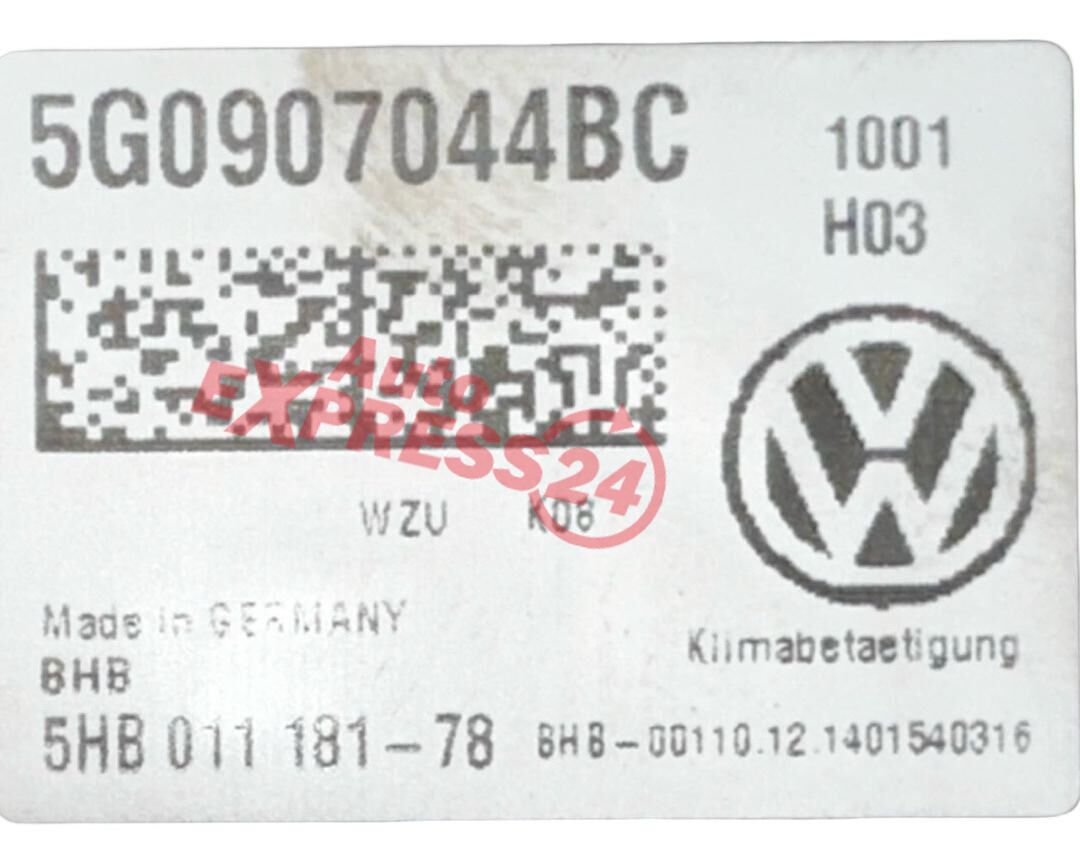 5G0907044BC
1001
H03
Auto
EXPRESS24
WZU K08
Made in GERMANY
BHB
Klimabetaetigung
5HB 011 181-78
BHB-00110.12.1401540316